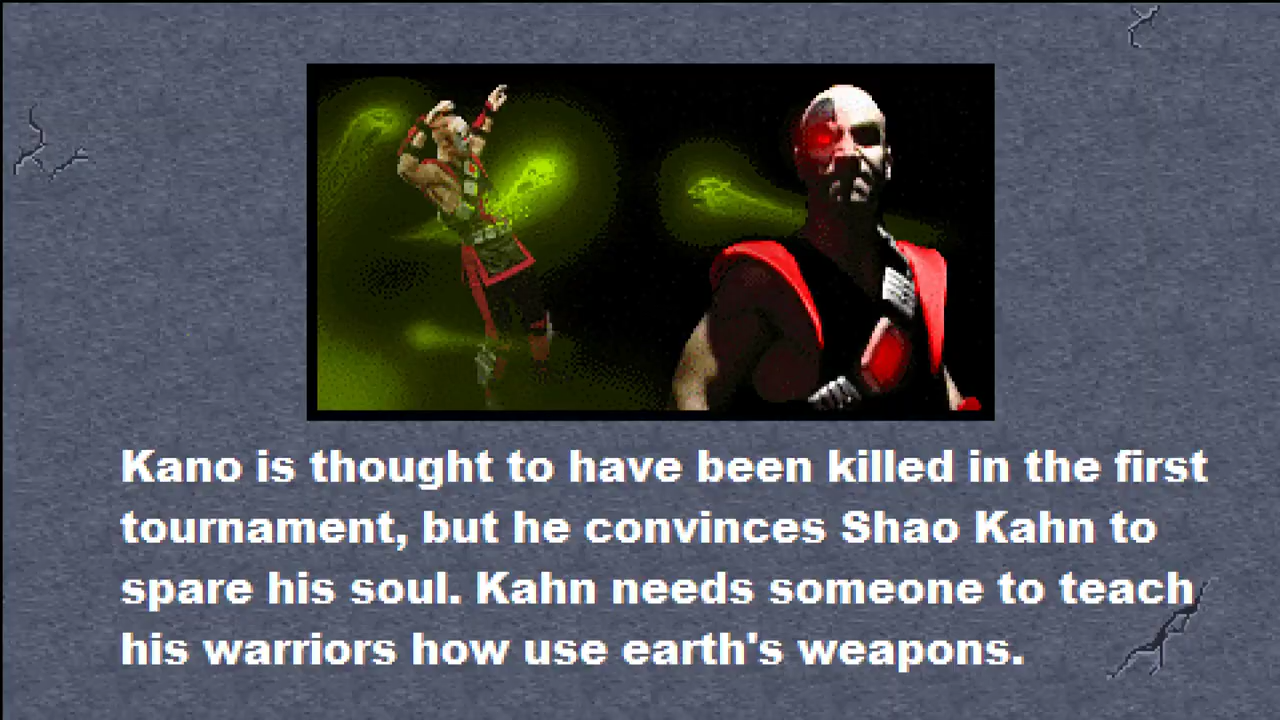 Kano is thought to have been killed in the first
tournament, but he convinces Shao Kahn to
spare his soul. Kahn needs someone to teach
his warriors how use earth's weapons.